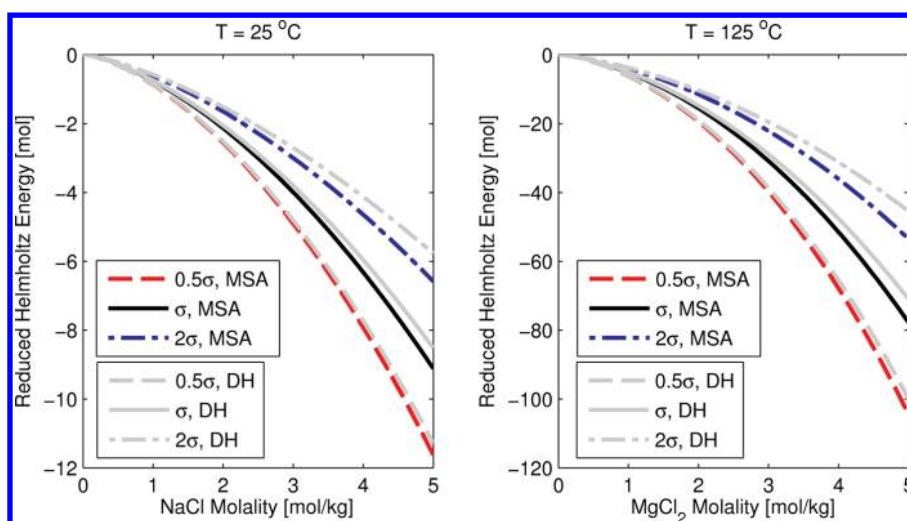 T = 25 °C
Reduced Helmholtz Energy [mol]
0
−2
−4
−6
−8
−10
−12
0.5σ, MSA
σ, MSA
2σ, MSA
0.5σ, DH
σ, DH
2σ, DH
0 1 2 3 4 5
NaCl Molality [mol/kg]
T = 125 °C
Reduced Helmholtz Energy [mol]
0
−20
−40
−60
−80
−100
−120
0.5σ, MSA
σ, MSA
2σ, MSA
0.5σ, DH
σ, DH
2σ, DH
0 1 2 3 4 5
MgCl₂ Molality [mol/kg]